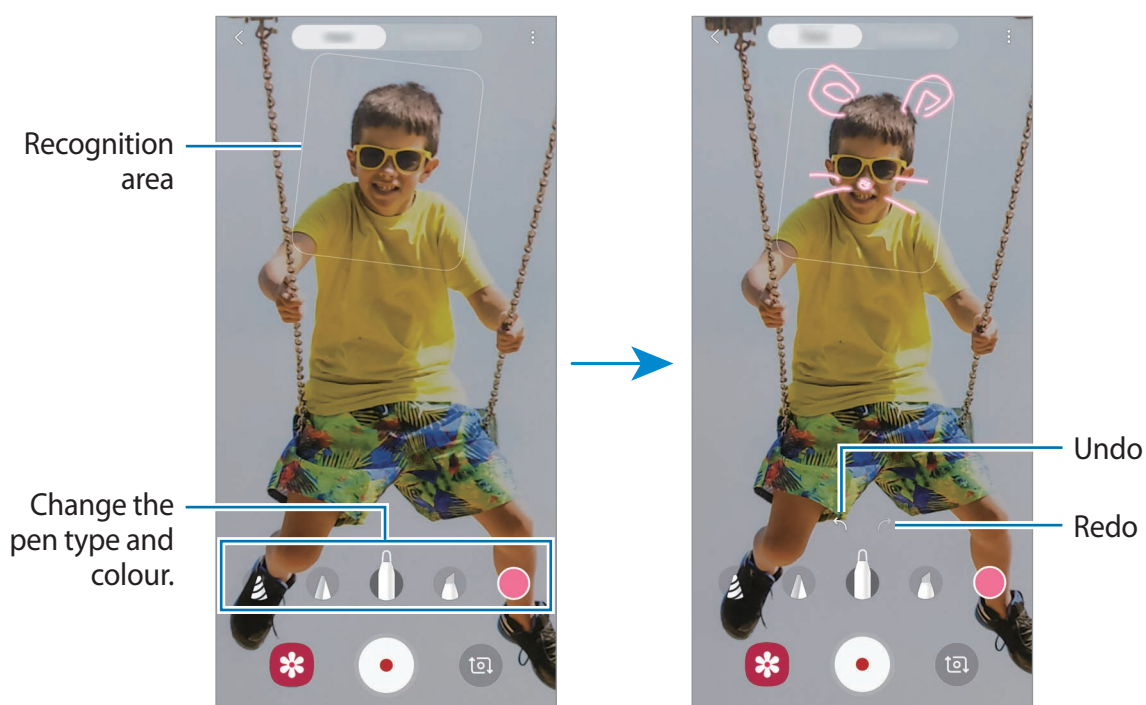 Recognition
area
Change the
pen type and
colour.
Undo
Redo